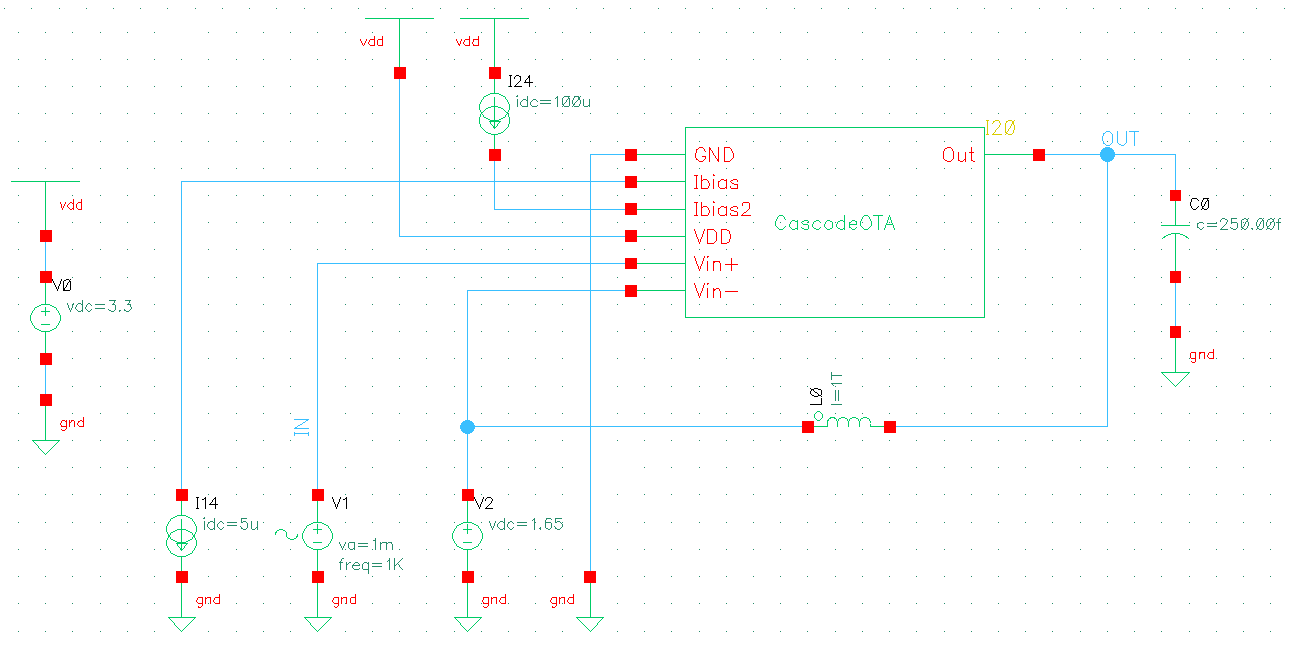 vdd
vdd
I24
idc=100u
I20
OUT
GND
Out
Ibias
vdd
C0
Ibias2
c=250.00f
CascodeOTA
VDD
Vin+
V0
Vin-
vdc=3.3
gnd
L0
l=1T
gnd
IN
I14
V1
V2
idc=5u
vdc=1.65
va=1m
freq=1K
gnd
gnd
gnd
gnd